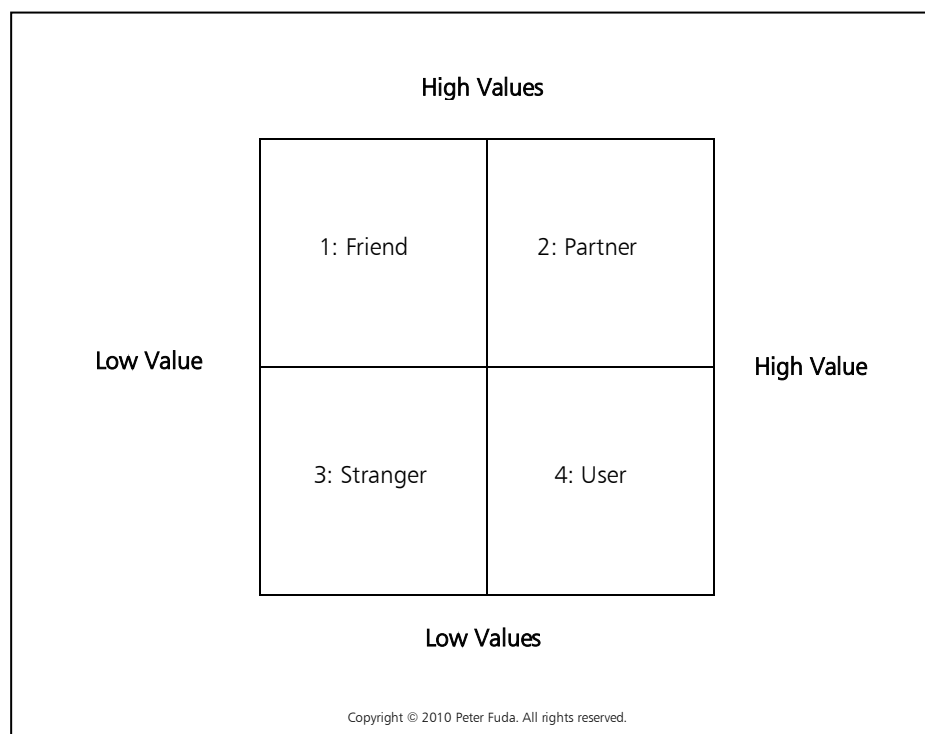 High Values
1: Friend
2: Partner
Low Value
High Value
3: Stranger
4: User
Low Values
Copyright © 2010 Peter Fuda. All rights reserved.